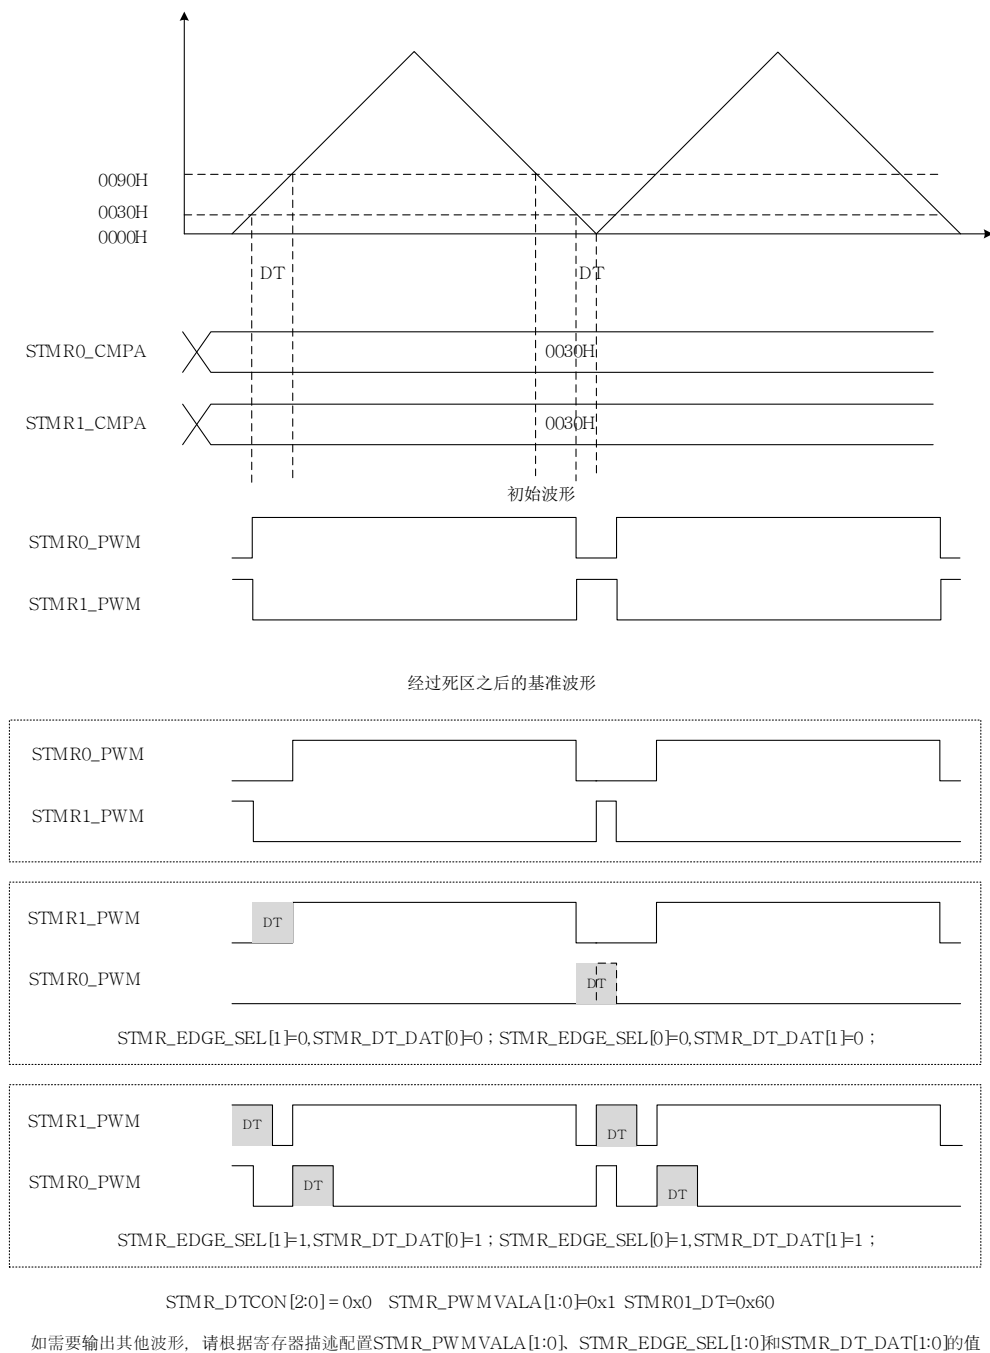 0090H
0030H
0000H
DT
DT
STMR0_CMPA
0030H
STMR1_CMPA
0030H
初始波形
STMR0_PWM
STMR1_PWM
经过死区之后的基准波形
STMR0_PWM
STMR1_PWM
STMR1_PWM
DT
STMR0_PWM
DT
STMR_EDGE_SEL[1]=0,STMR_DT_DAT[0]=0；STMR_EDGE_SEL[0]=0,STMR_DT_DAT[1]=0；
STMR1_PWM
DT
DT
STMR0_PWM
DT
DT
STMR_EDGE_SEL[1]=1,STMR_DT_DAT[0]=1；STMR_EDGE_SEL[0]=1,STMR_DT_DAT[1]=1；
STMR_DTCON[2:0] = 0x0 STMR_PWMVALA[1:0]=0x1 STMR01_DT=0x60
如需要输出其他波形，请根据寄存器描述配置STMR_PWMVALA[1:0]、STMR_EDGE_SEL[1:0]和STMR_DT_DAT[1:0]的值